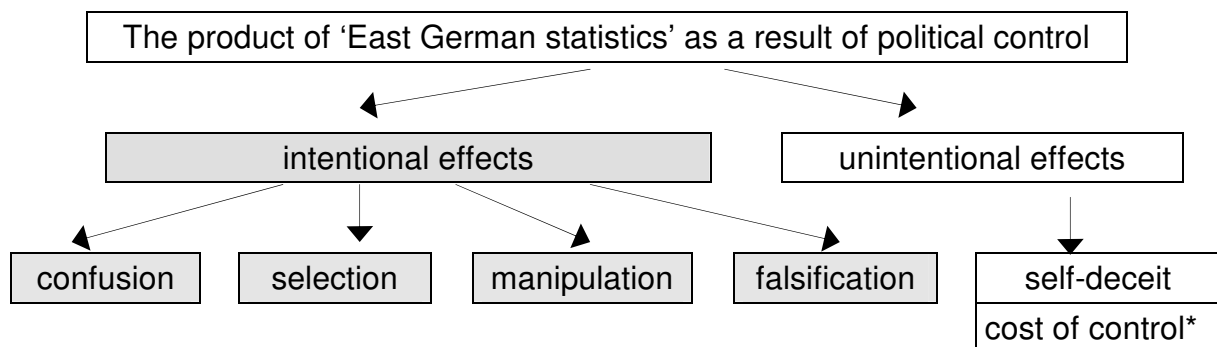 The product of ‘East German statistics’ as a result of political control
intentional effects
unintentional effects
confusion
selection
manipulation
falsification
self-deceit
cost of control*